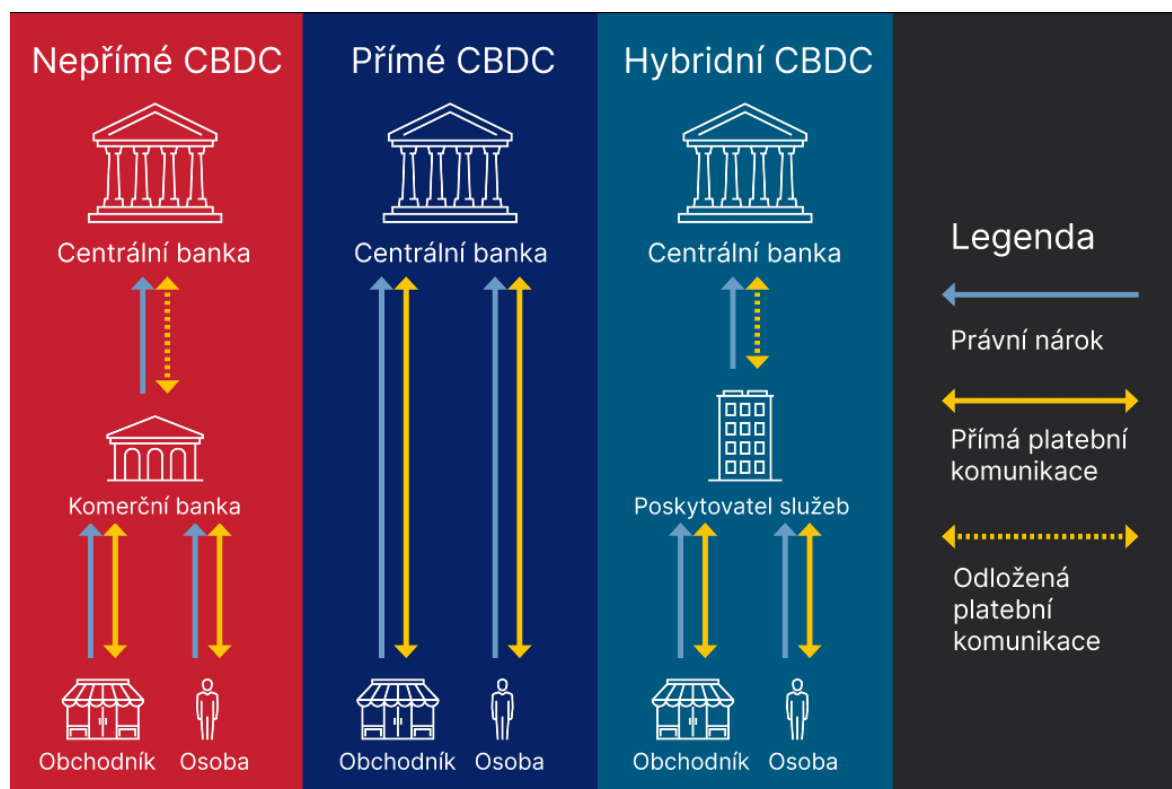 Nepřímé CBDC
Centrální banka
Komerční banka
Obchodník
Osoba
Přímé CBDC
Centrální banka
Obchodník
Osoba
Hybridní CBDC
Centrální banka
Poskytovatel služeb
Obchodník
Osoba
Legenda
Právní nárok
Přímá platební
komunikace
Odložená
platební
komunikace